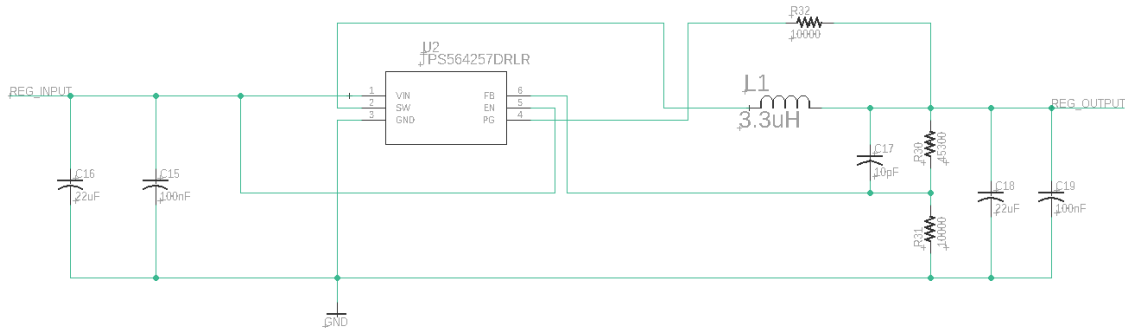 R32
10000
U2
TPS564257DRLR
REG_INPUT
1 VIN FB 6
2 SW EN 5
3 GND PG 4
L1
3.3uH
REG_OUTPUT
C16
22uF
C15
100nF
C17
10pF
R30
45300
C18
22uF
C19
100nF
R31
10000
GND